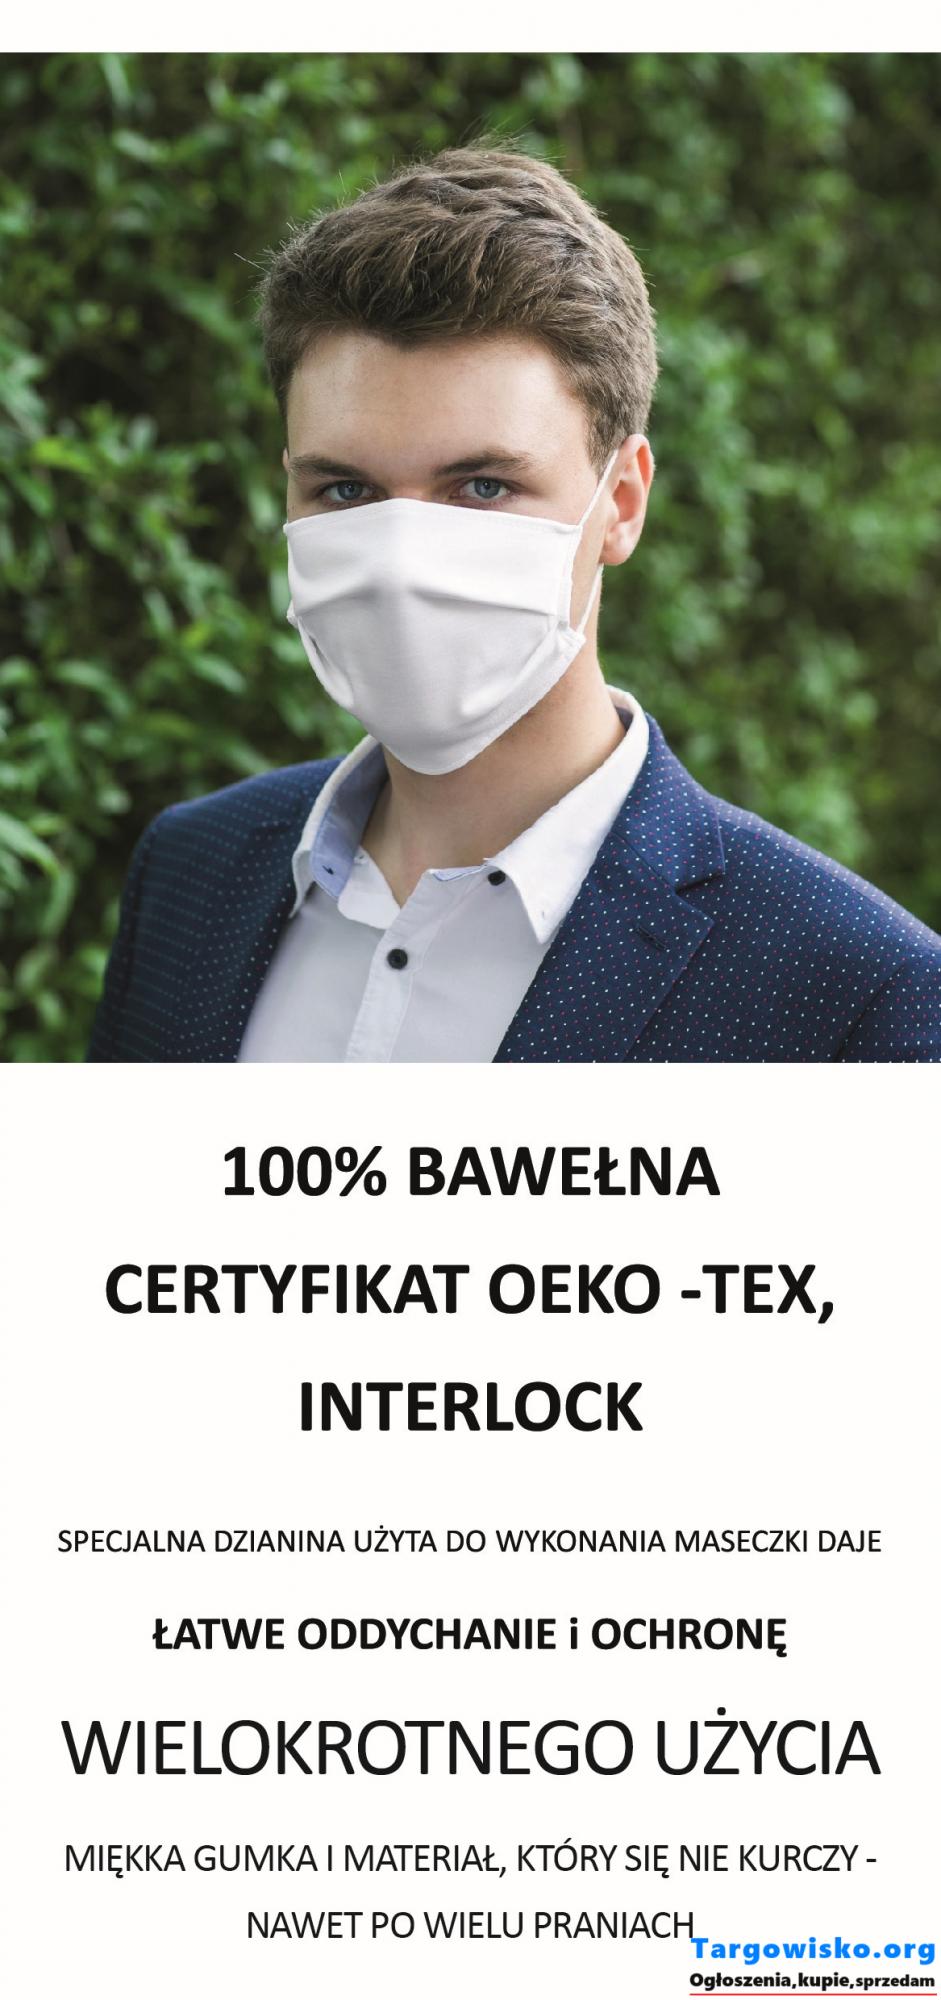 100% BAWEŁNA
CERTYFIKAT OEKO -TEX,
INTERLOCK
SPECJALNA DZIANINA UŻYTA DO WYKONANIA MASECZKI DAJE
ŁATWE ODDYCHANIE i OCHRONĘ
WIELOKROTNEGO UŻYCIA
MIĘKKA GUMKA I MATERIAŁ, KTÓRY SIĘ NIE KURCZY -
NAWET PO WIELU PRANIACH
Targowisko.org
Ogłoszenia,kupie,sprzedam